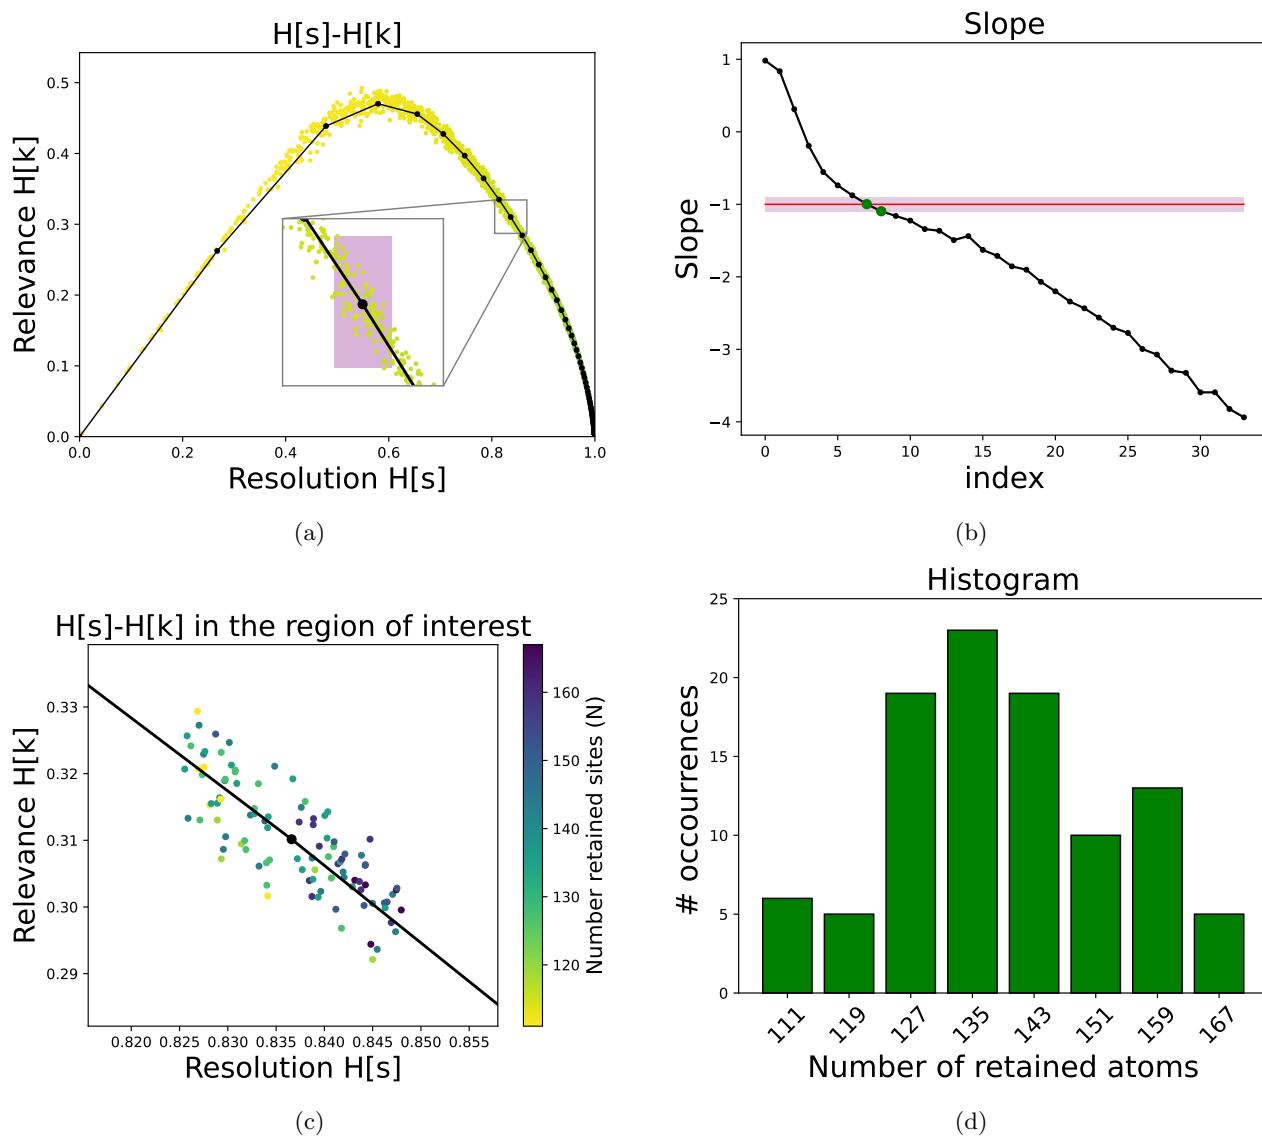 H[s]-H[k]
Relevance H[k]
0.5
0.4
0.3
0.2
0.1
0.0
0.0 0.2 0.4 0.6 0.8 1.0
Resolution H[s]
(a)
Slope
Slope
1
0
−1
−2
−3
−4
0 5 10 15 20 25 30
index
(b)
H[s]-H[k] in the region of interest
Relevance H[k]
0.33
0.32
0.31
0.30
0.29
0.820 0.825 0.830 0.835 0.840 0.845 0.850 0.855
Resolution H[s]
160
150
140
130
120
Number retained sites (N)
(c)
Histogram
# occourrences
25
20
15
10
5
0
111 119 127 135 143 151 159 167
Number of retained atoms
(d)